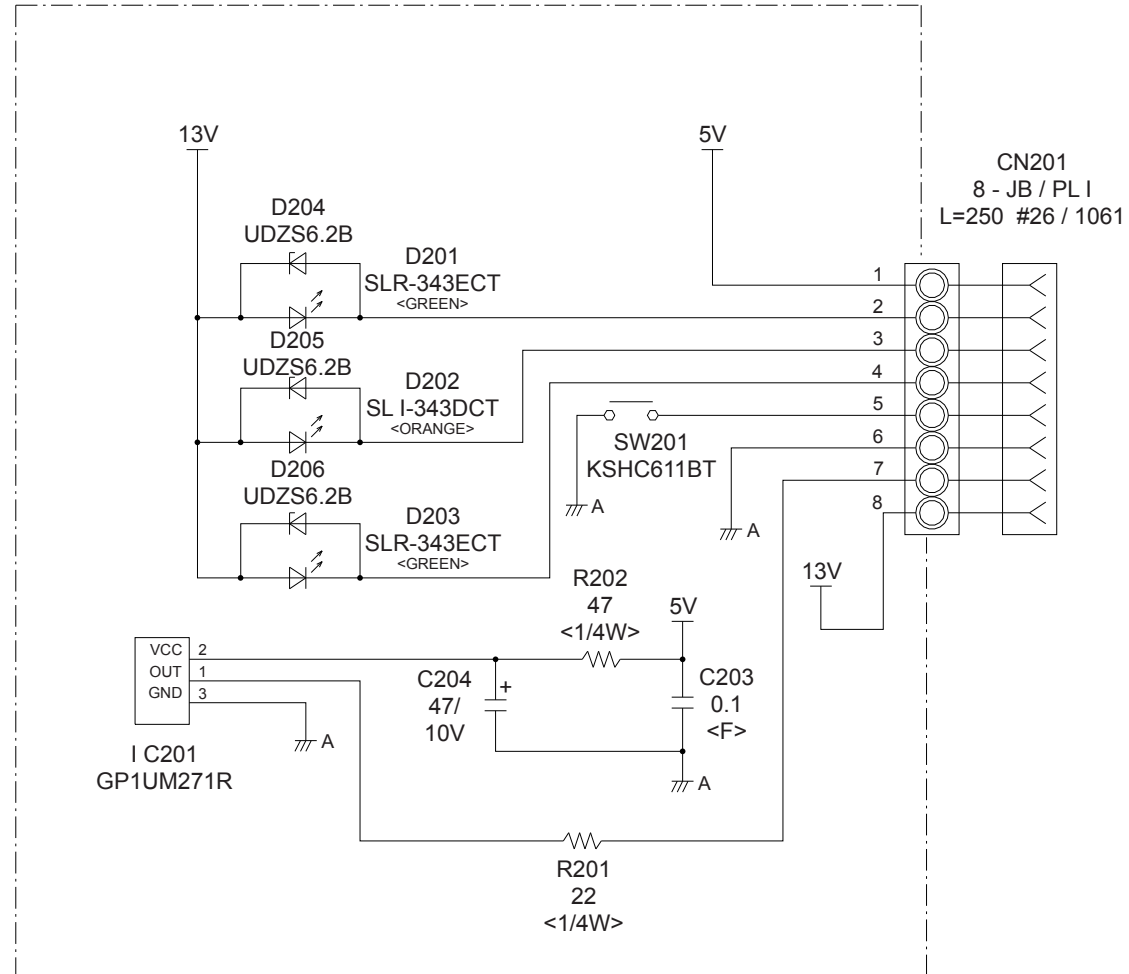 13V
5V
CN201
8 - JB / PL I
L=250 #26 / 1061
D204
UDZS6.2B
D201
SLR-343ECT
<GREEN>
1
2
D205
UDZS6.2B
3
D202
SL I-343DCT
<ORANGE>
4
5
SW201
KSHC611BT
6
D206
UDZS6.2B
7
A
8
A
D203
SLR-343ECT
<GREEN>
13V
R202
47
<1/4W>
5V
VCC 2
OUT 1
GND 3
C204
+
47/
10V
C203
0.1
<F>
A
I C201
GP1UM271R
A
R201
22
<1/4W>